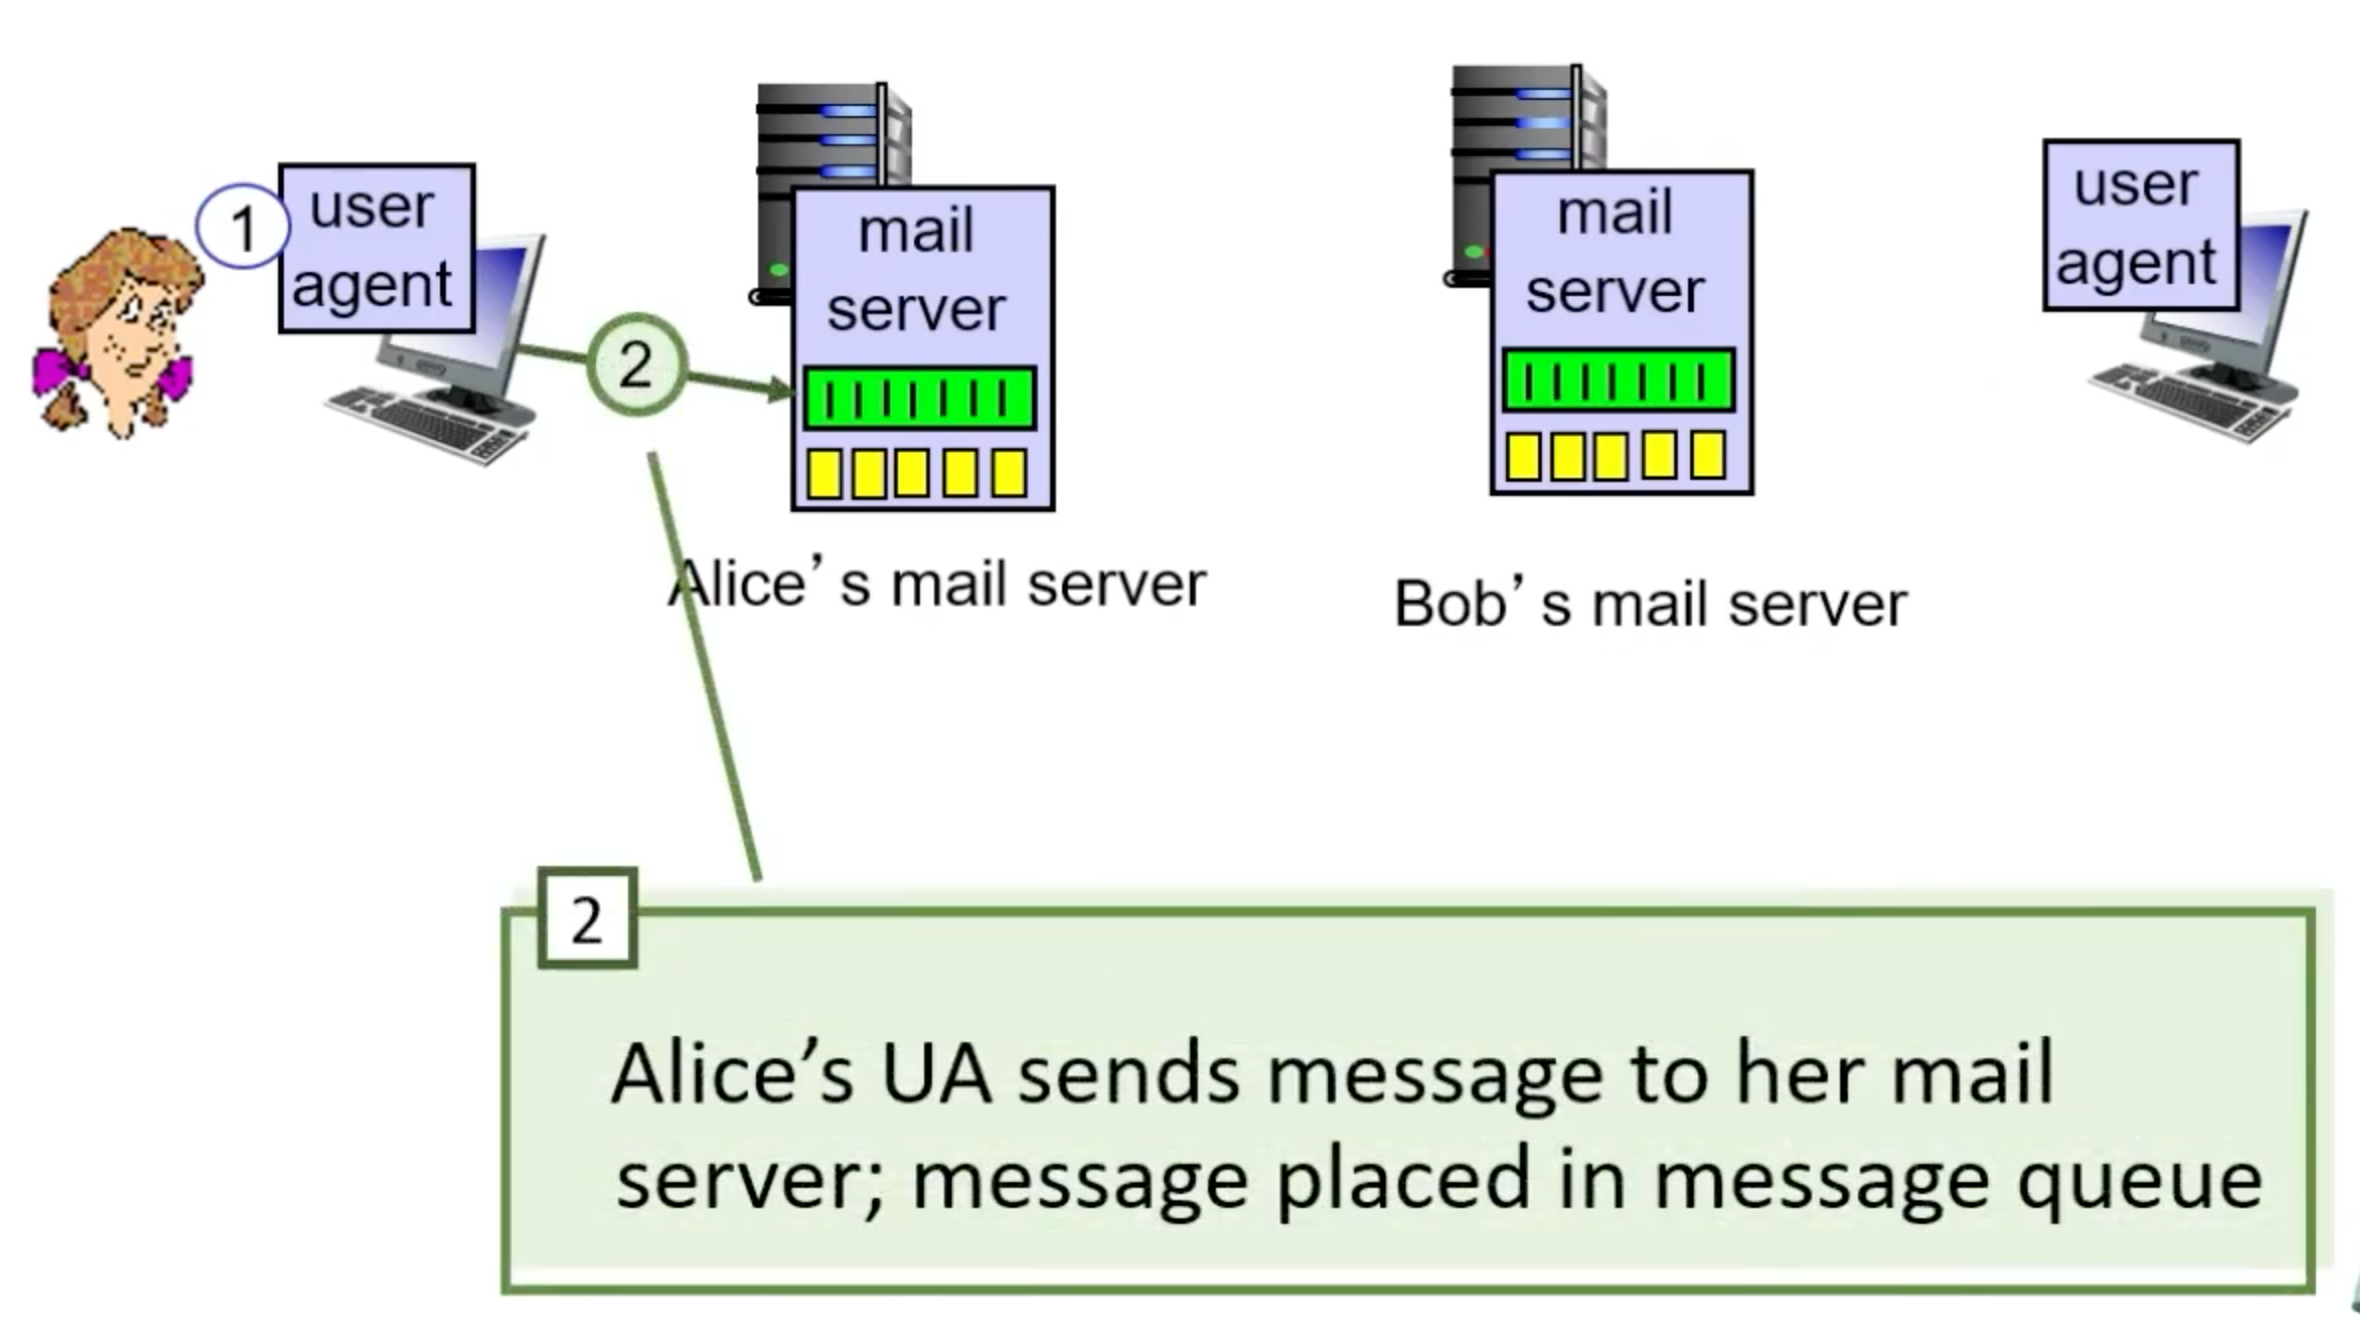 1
user
agent
2
mail
server
Alice’s mail server
mail
server
Bob’s mail server
user
agent
2
Alice’s UA sends message to her mail
server; message placed in message queue